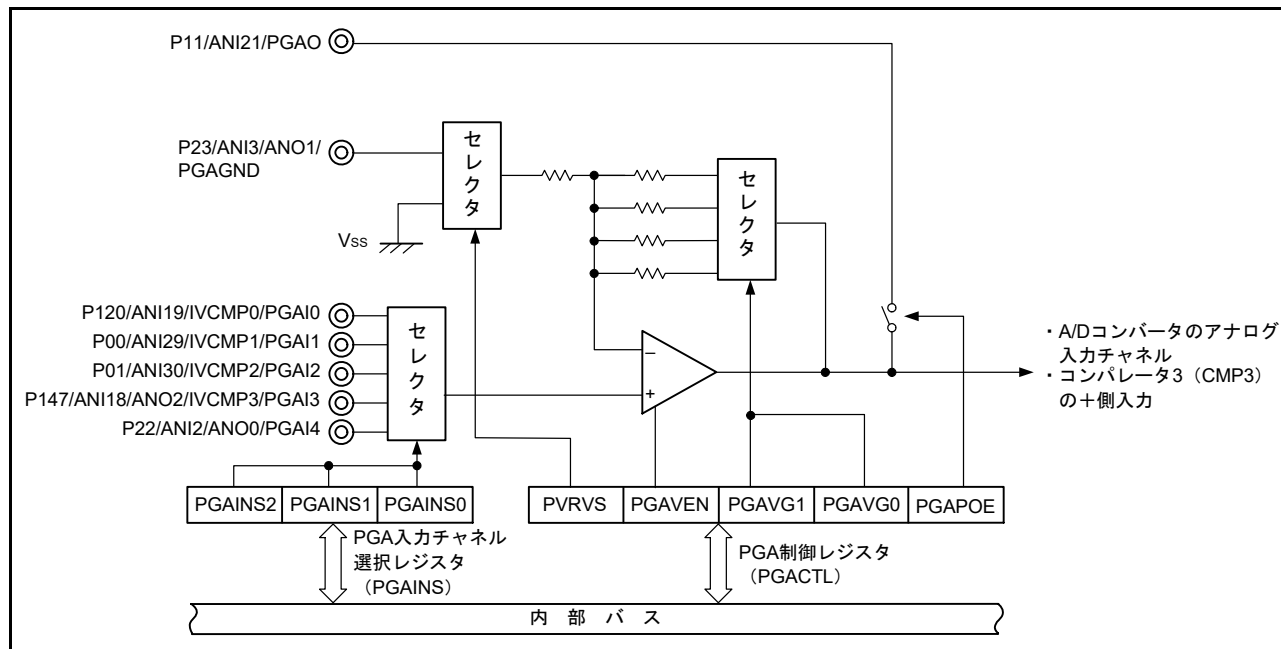 P11/ANI21/PGAO
P23/ANI3/ANO1/
PGAGND
セレクタ
セレクタ
Vss
P120/ANI19/IVCMP0/PGAI0
P00/ANI29/IVCMP1/PGAI1
P01/ANI30/IVCMP2/PGAI2
P147/ANI18/ANO2/IVCMP3/PGAI3
P22/ANI2/ANO0/PGAI4
セレクタ
−
+
・A/Dコンバータのアナログ
入力チャネル
・コンパレータ3（CMP3）
の＋側入力
PGAINS2 PGAINS1 PGAINS0
PVRVS PGAVEN PGAVG1 PGAVG0 PGAPOE
PGA入力チャネル
選択レジスタ
（PGAINS）
PGA制御レジスタ
（PGACTL）
内 部 バ ス